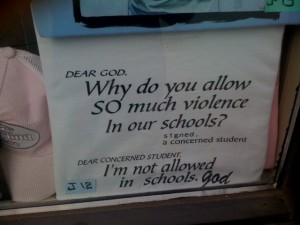 DEAR GOD,
Why do you allow
SO much violence
In our schools?
signed,
a concerned student
DEAR CONCERNED STUDENT,
I'm not allowed
in schools. god
J 12